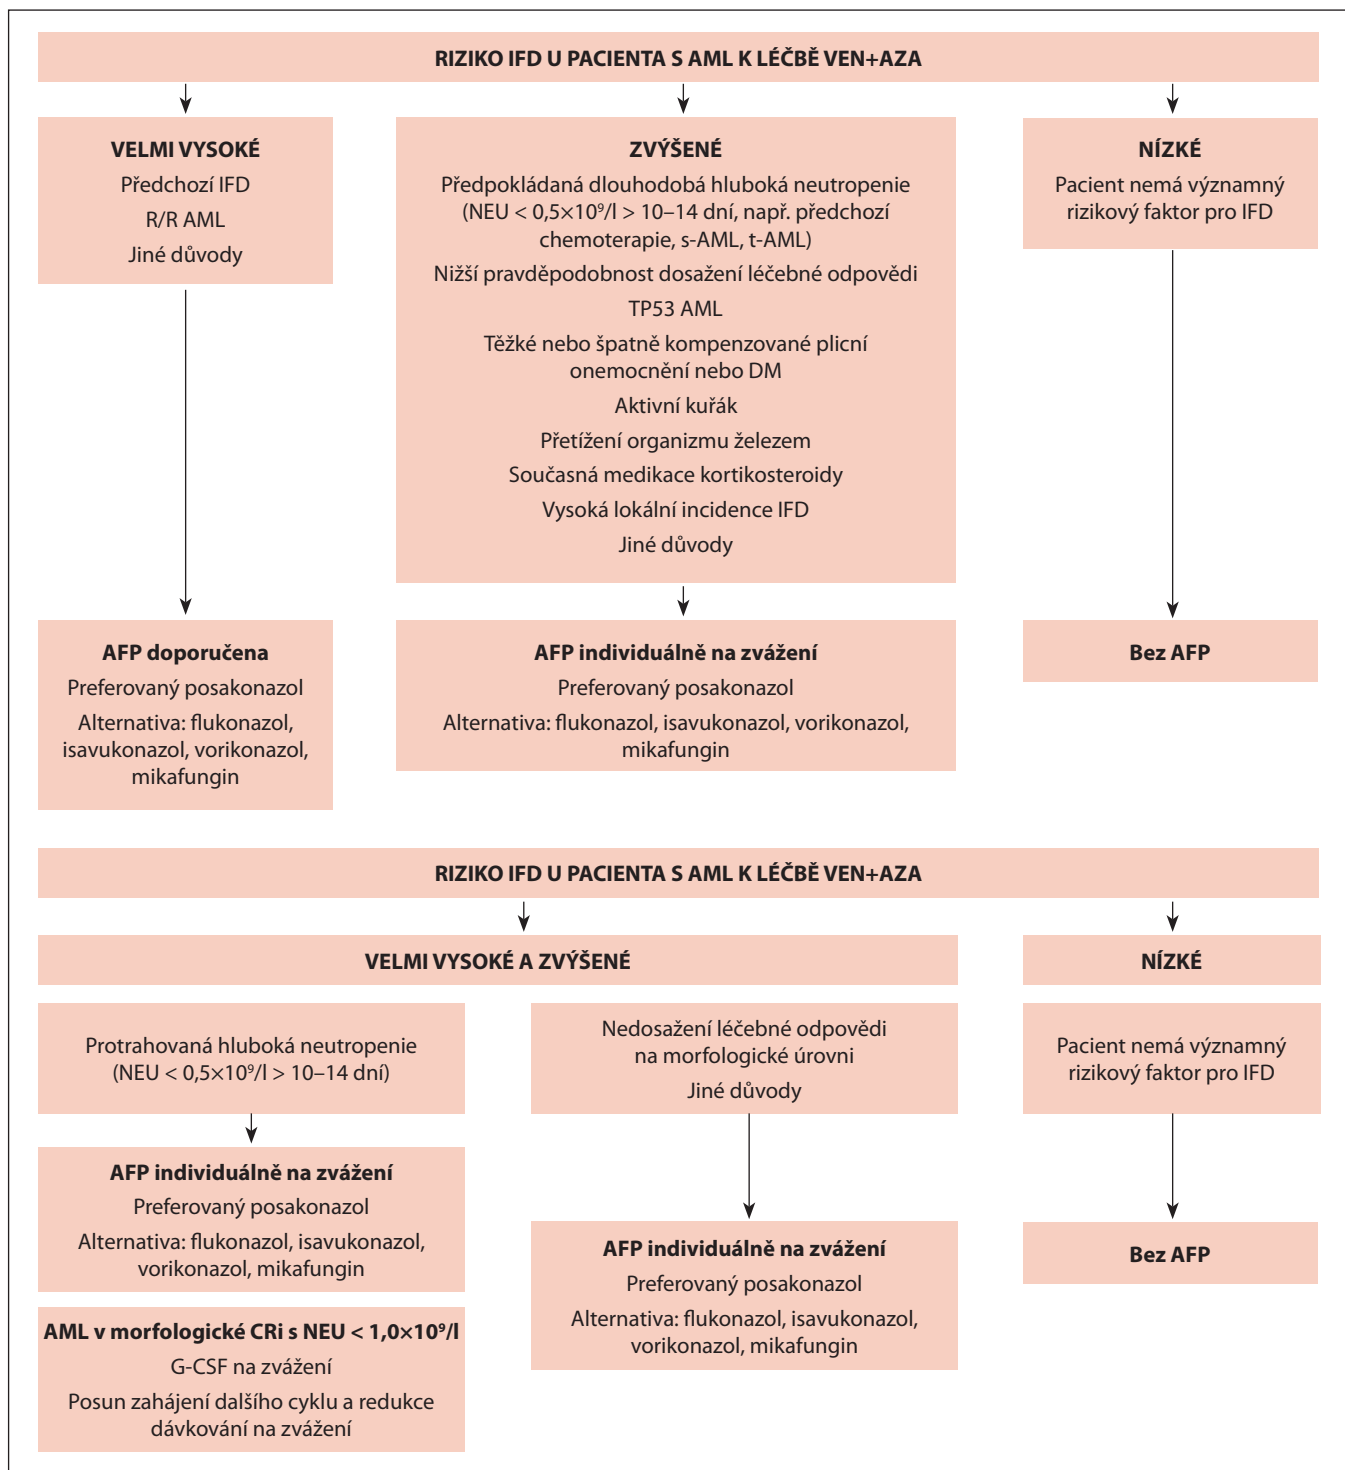 RIZIKO IFD U PACIENTA S AML K LÉČBĚ VEN+AZA
VELMI VYSOKÉ
Předchozí IFD
R/R AML
Jiné důvody
ZVÝŠENÉ
Předpokládaná dlouhodobá hluboká neutropenie
(NEU < 0,5×10⁹/l > 10–14 dní, např. předchozí
chemoterapie, s-AML, t-AML)
Nižší pravděpodobnost dosažení léčebné odpovědi
TP53 AML
Těžké nebo špatně kompenzované plicní
onemocnění nebo DM
Aktivní kuřák
Přetížení organizmu železem
Současná medikace kortikosteroidy
Vysoká lokální incidence IFD
Jiné důvody
NÍZKÉ
Pacient nemá významný
rizikový faktor pro IFD
AFP doporučena
Preferovaný posakonazol
Alternativa: flukonazol,
isavukonazol, vorikonazol,
mikafungin
AFP individuálně na zvážení
Preferovaný posakonazol
Alternativa: flukonazol, isavukonazol, vorikonazol,
mikafungin
Bez AFP
RIZIKO IFD U PACIENTA S AML K LÉČBĚ VEN+AZA
VELMI VYSOKÉ A ZVÝŠENÉ
NÍZKÉ
Protrahovaná hluboká neutropenie
(NEU < 0,5×10⁹/l > 10–14 dní)
Nedosažení léčebné odpovědi
na morfologické úrovni
Jiné důvody
Pacient nemá významný
rizikový faktor pro IFD
AFP individuálně na zvážení
Preferovaný posakonazol
Alternativa: flukonazol, isavukonazol,
vorikonazol, mikafungin
AFP individuálně na zvážení
Preferovaný posakonazol
Alternativa: flukonazol, isavukonazol,
vorikonazol, mikafungin
Bez AFP
AML v morfologické CRi s NEU < 1,0×10⁹/l
G-CSF na zvážení
Posun zahájení dalšího cyklu a redukce
dávkování na zvážení